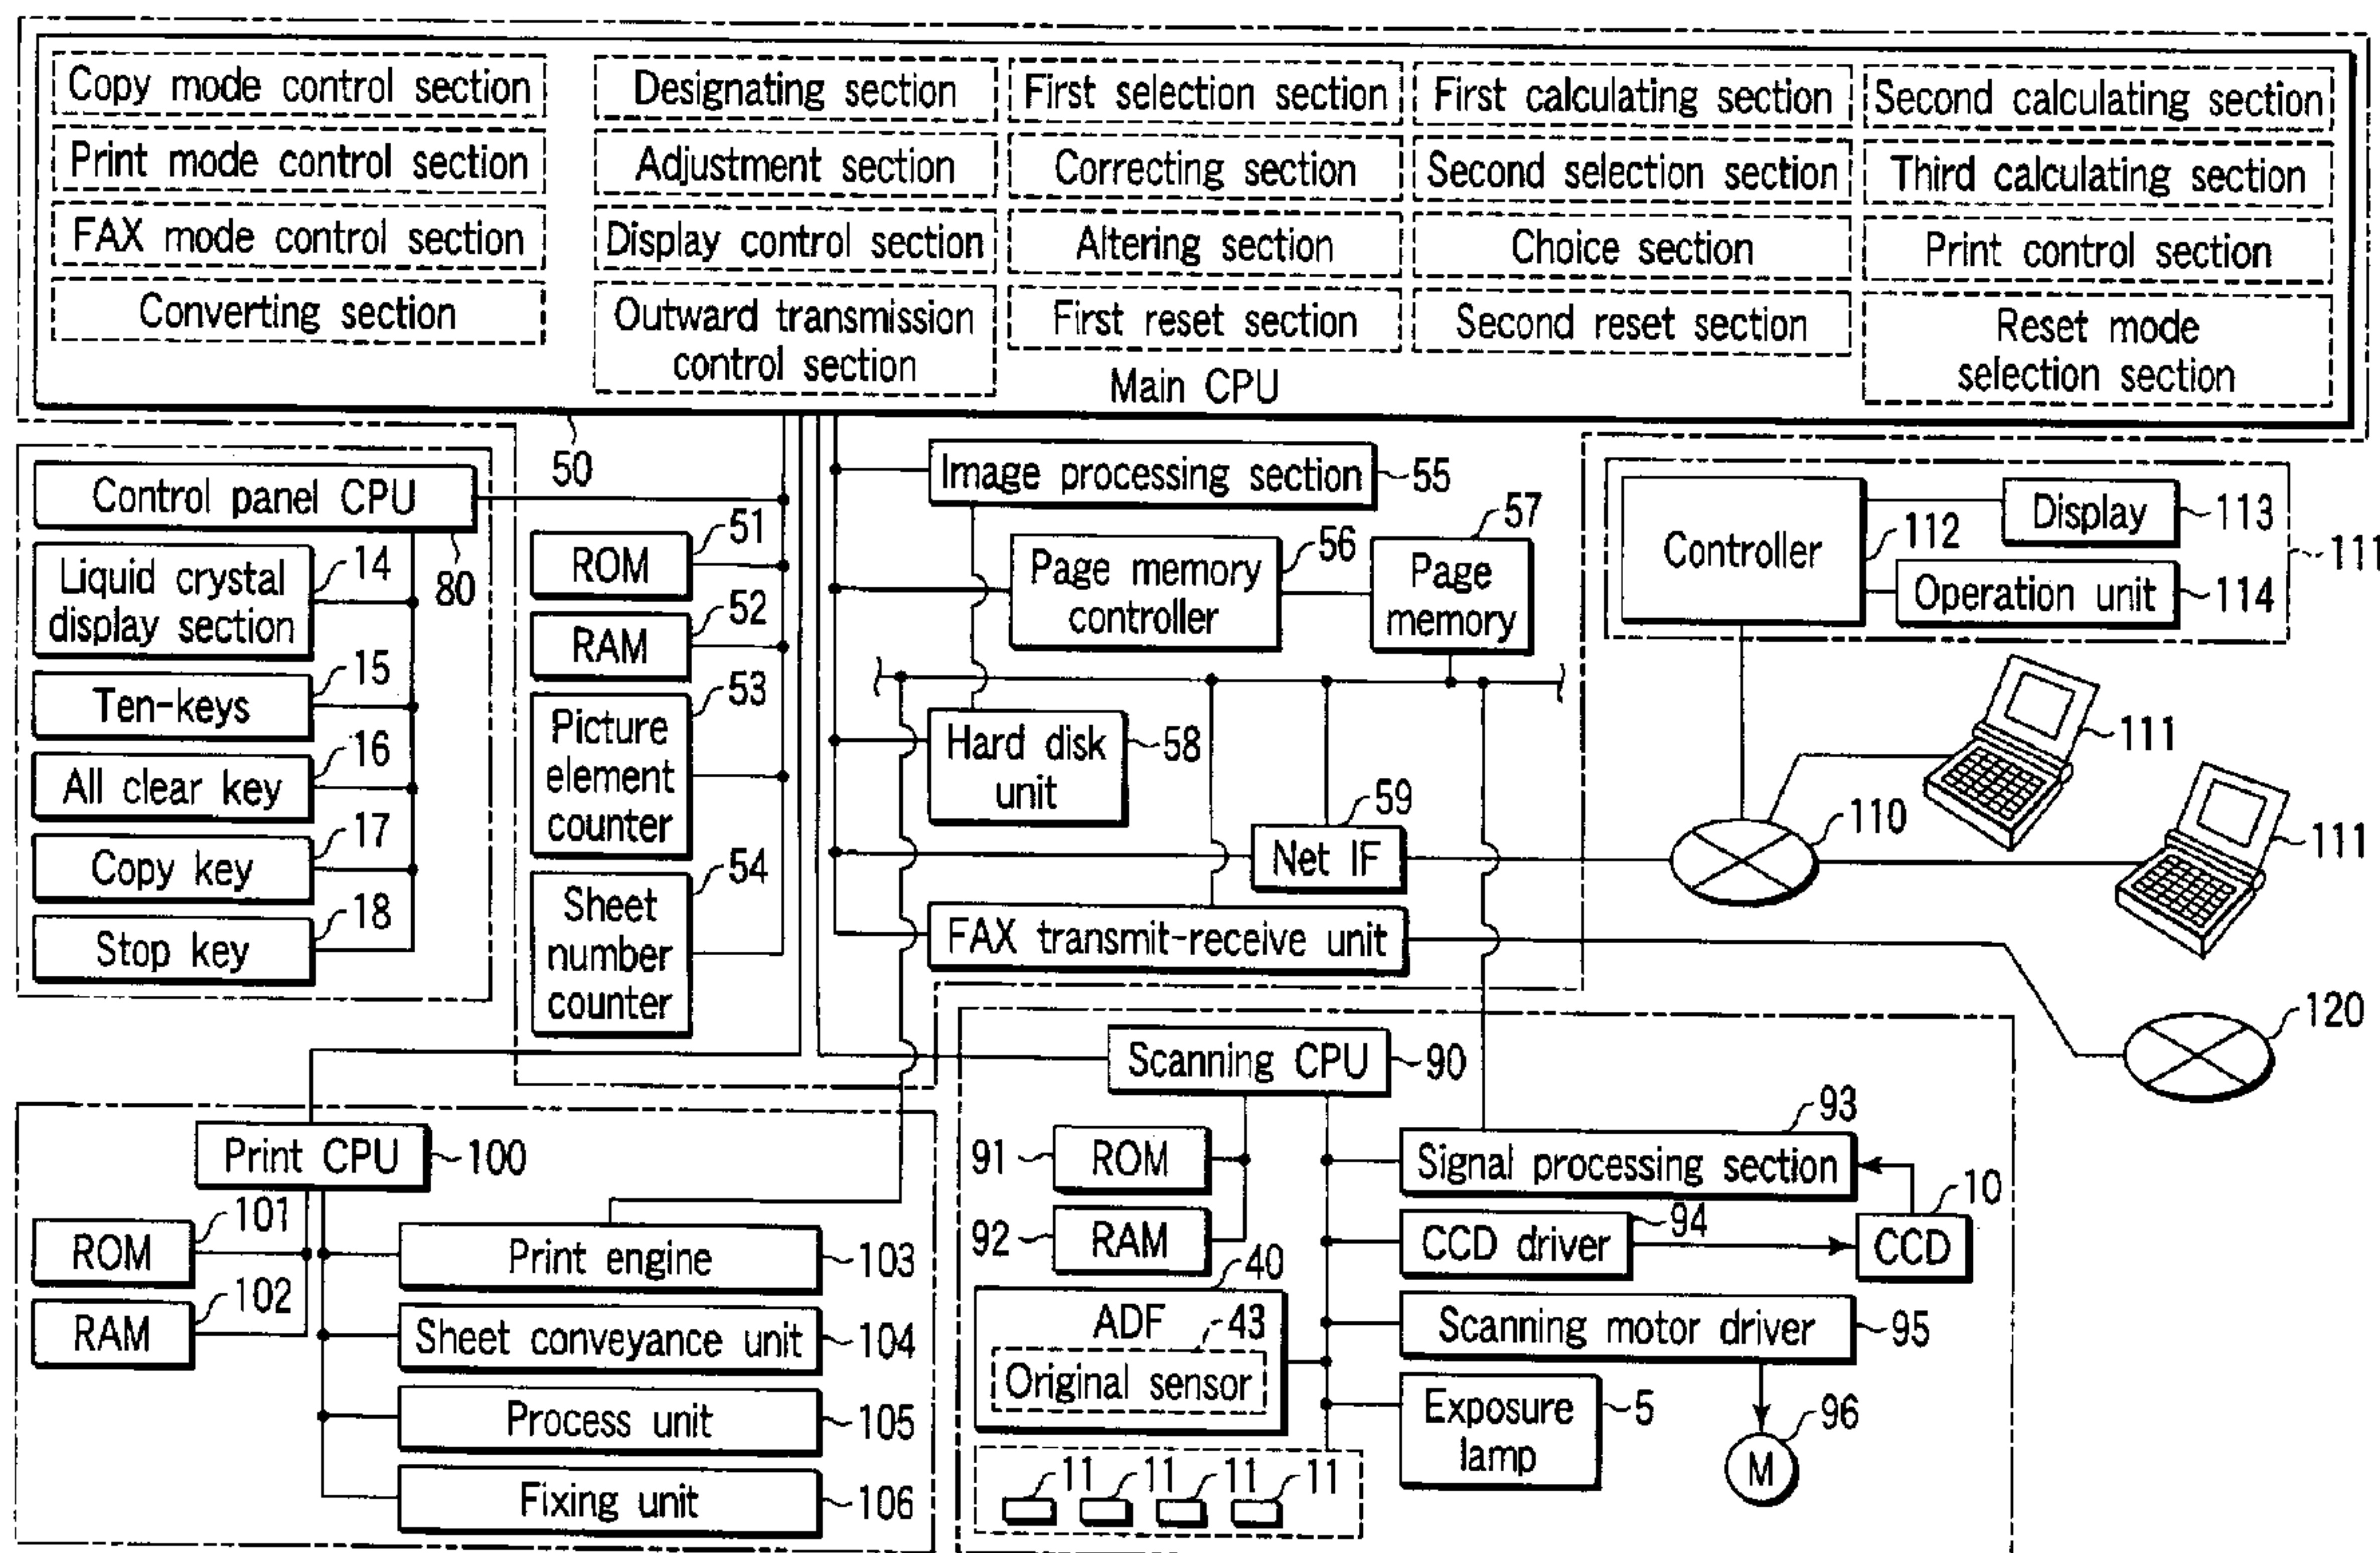 Copy mode control section
Print mode control section
FAX mode control section
Converting section
Designating section
Adjustment section
Display control section
Outward transmission
control section
First selection section
Correcting section
Altering section
First reset section
First calculating section
Second selection section
Choice section
Second reset section
Second calculating section
Third calculating section
Print control section
Reset mode
selection section
Main CPU
50
Control panel CPU
80
Liquid crystal
display section
14
Ten-keys
15
All clear key
16
Copy key
17
Stop key
18
ROM
51
RAM
52
Picture
element
counter
53
Sheet
number
counter
54
Image processing section
55
Page memory
controller
56
Page
memory
57
Hard disk
unit
58
Net IF
59
FAX transmit-receive unit
Controller
112
Display
113
Operation unit
114
111
111
111
110
120
Print CPU
100
ROM
101
RAM
102
Print engine
103
Sheet conveyance unit
104
Process unit
105
Fixing unit
106
Scanning CPU
90
91
ROM
92
RAM
ADF
40
Original sensor
43
11
11
11
11
Signal processing section
93
CCD driver
94
CCD
10
Scanning motor driver
95
Exposure
lamp
5
M
96